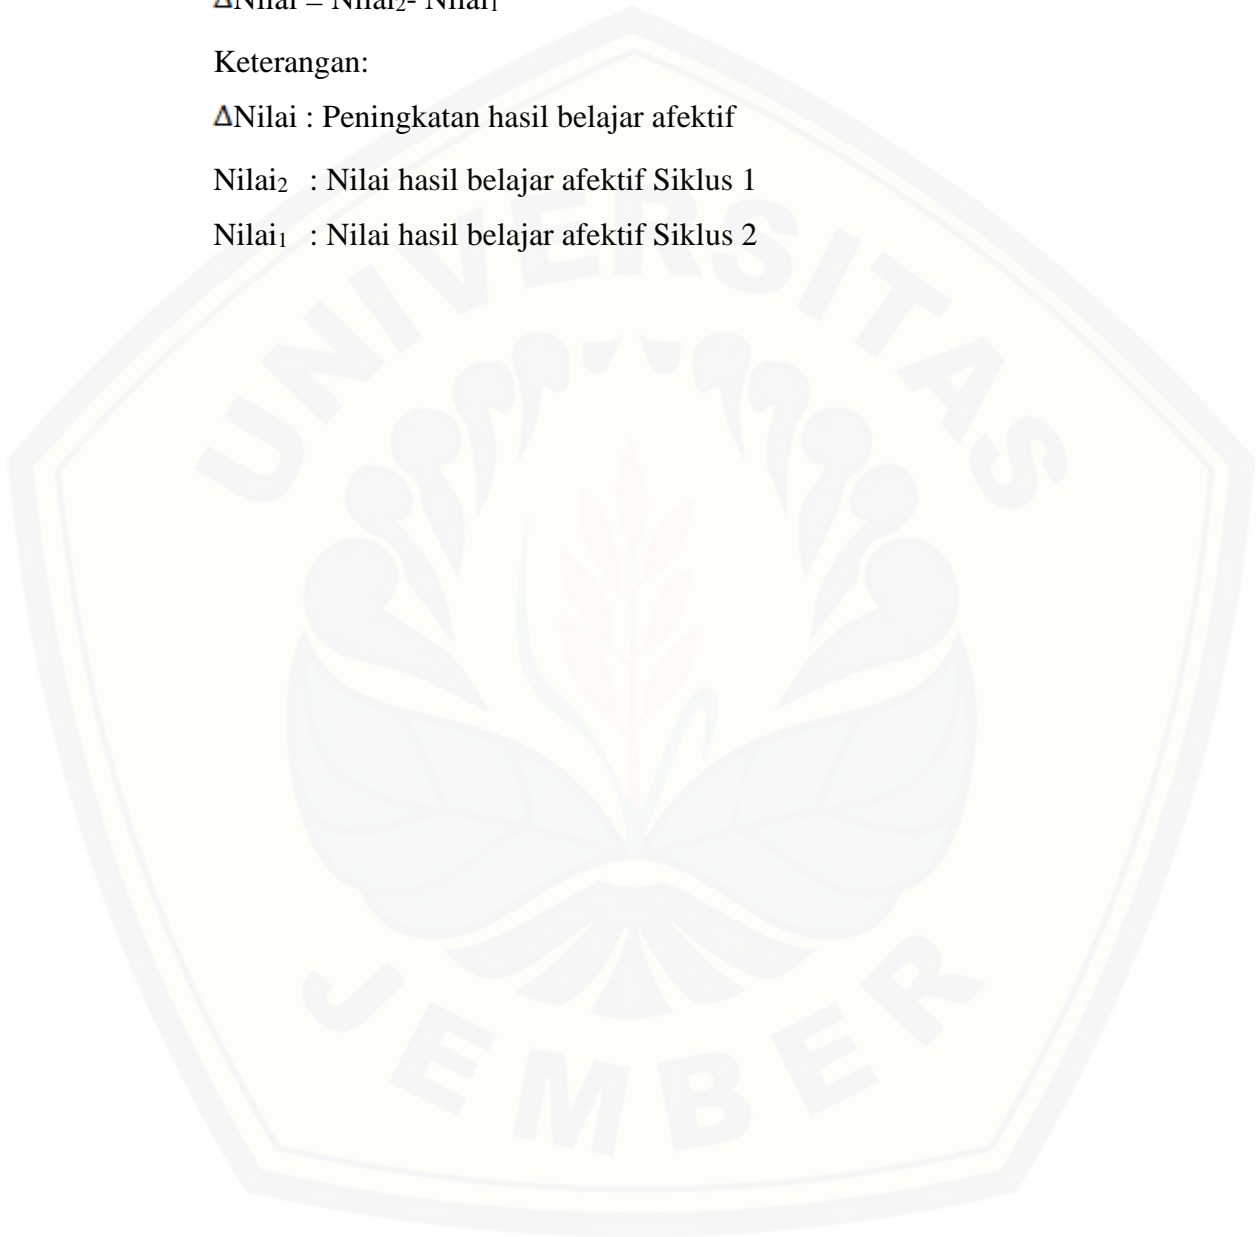 ΔNilai = Nilai₂- Nilai₁
Keterangan:
ΔNilai : Peningkatan hasil belajar afektif
Nilai₂ : Nilai hasil belajar afektif Siklus 1
Nilai₁ : Nilai hasil belajar afektif Siklus 2
UNIVERSITAS
JEMBER